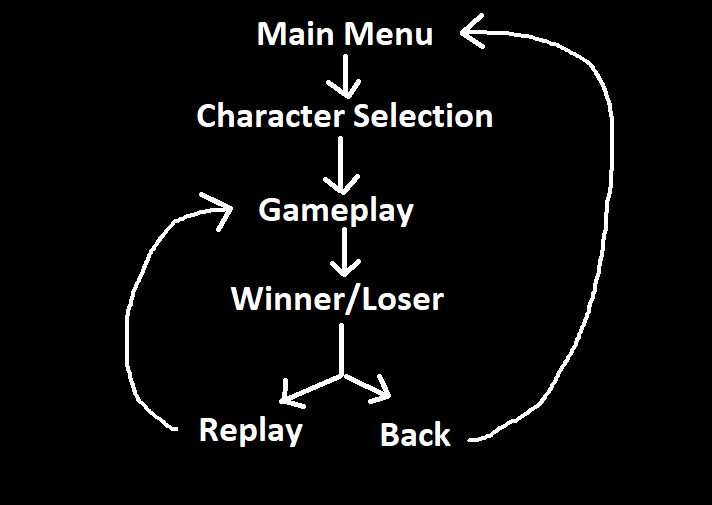 Main Menu
Character Selection
Gameplay
Winner/Loser
Replay
Back